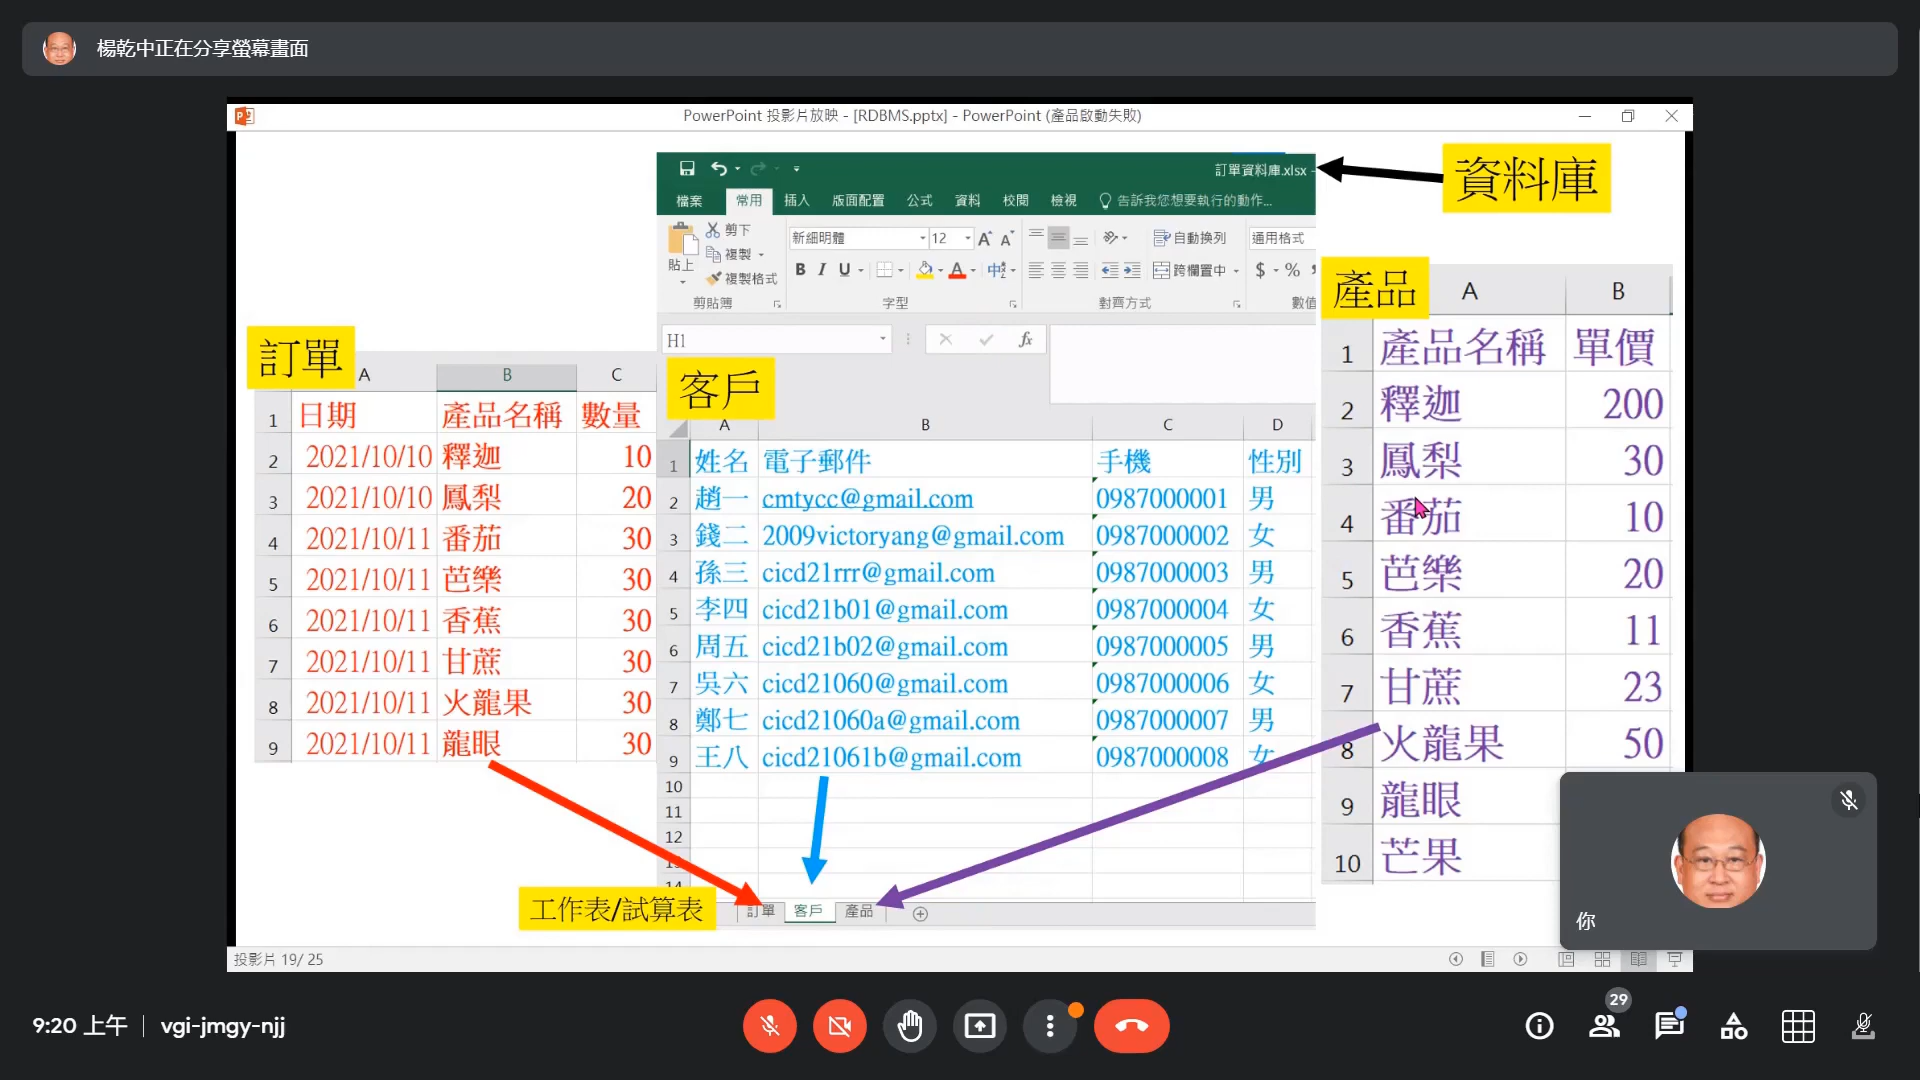 楊乾中正在分享螢幕畫面
PowerPoint 投影片放映 - [RDBMS.pptx] - PowerPoint (產品啟動失敗)
訂單資料庫.xlsx -
資料庫
檔案 常用 插入 版面配置 公式 資料 校閱 檢視 告訴我您想要執行的動作...
貼上 剪下 複製 複製格式
新細明體 12
B I U
自動換列 通用格式
跨欄置中 $ %
剪貼簿 字型 對齊方式 數值
H1 fx
訂單
A B C
1 日期 產品名稱 數量
2 2021/10/10 釋迦 10
3 2021/10/10 鳳梨 20
4 2021/10/11 番茄 30
5 2021/10/11 芭樂 30
6 2021/10/11 香蕉 30
7 2021/10/11 甘蔗 30
8 2021/10/11 火龍果 30
9 2021/10/11 龍眼 30
客戶
A B C D
1 姓名 電子郵件 手機 性別
2 趙一 cmtycc@gmail.com 0987000001 男
3 錢二 2009victoryang@gmail.com 0987000002 女
4 孫三 cicd21rrr@gmail.com 0987000003 男
5 李四 cicd21b01@gmail.com 0987000004 女
6 周五 cicd21b02@gmail.com 0987000005 男
7 吳六 cicd21060@gmail.com 0987000006 女
8 鄭七 cicd21060a@gmail.com 0987000007 男
9 王八 cicd21061b@gmail.com 0987000008 女
10
11
12
14
產品
A B
1 產品名稱 單價
2 釋迦 200
3 鳳梨 30
4 番茄 10
5 芭樂 20
6 香蕉 11
7 甘蔗 23
8 火龍果 50
9 龍眼
10 芒果
工作表/試算表
訂單 客戶 產品
你
投影片 19/ 25
9:20 上午 vgi-jmgy-njj
29